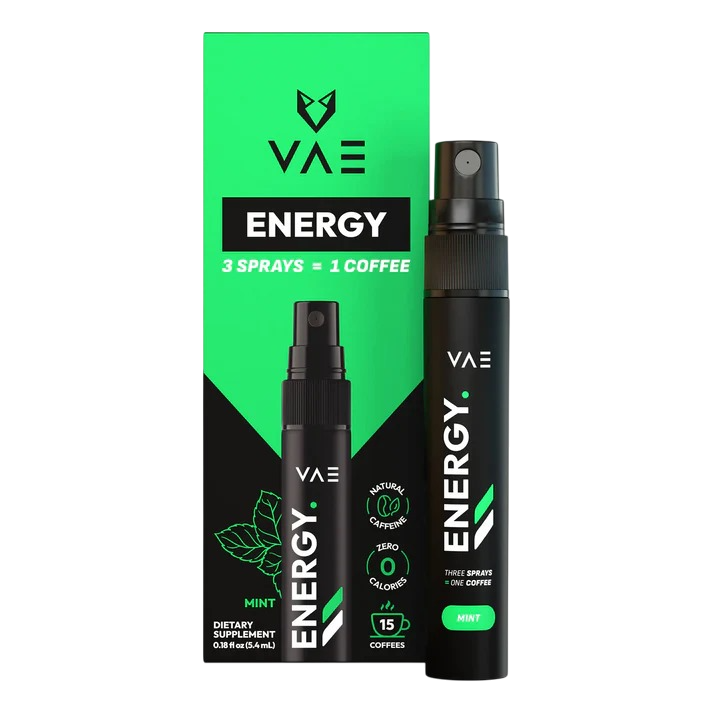 VAE
ENERGY
3 SPRAYS = 1 COFFEE
VAE
ENERGY.
NATURAL
CAFFEINE
ZERO
0
CALORIES
15
COFFEES
MINT
DIETARY
SUPPLEMENT
0.18 fl oz (5.4 mL)
VAE
ENERGY.
THREE SPRAYS
= ONE COFFEE
MINT